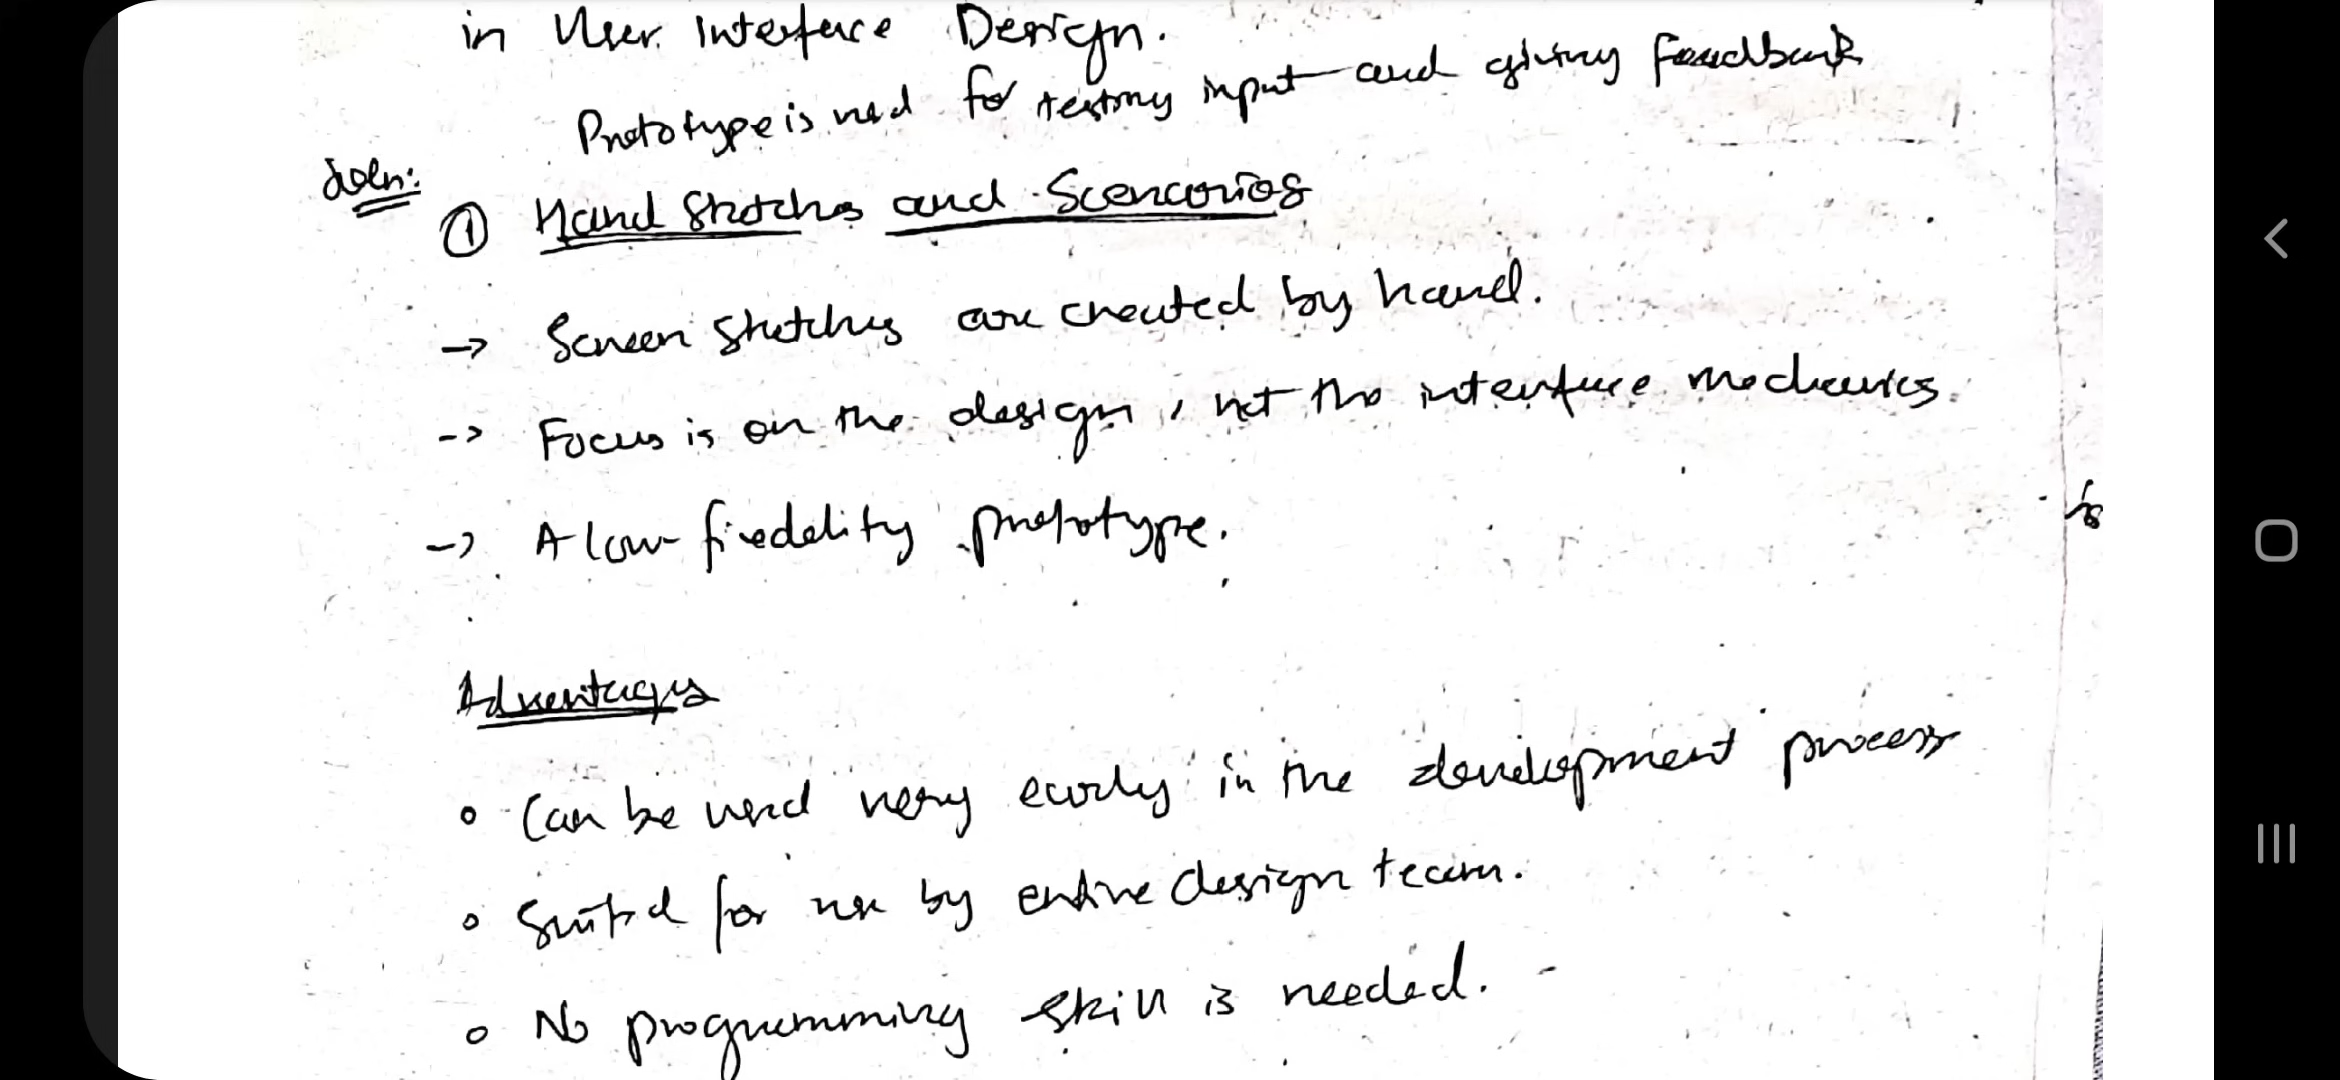 in User Interface Design.
Prototype is used for testing input and giving feedback
Soln:
① Hand Sketches and Scenarios
→ Screen sketches are created by hand.
→ Focus is on the design, not the interface mechanics.
→ A low-fiedelity prototype.
Advantages
o Can be used very early in the development process
o Suited for use by entire design team.
o No programming skill is needed.